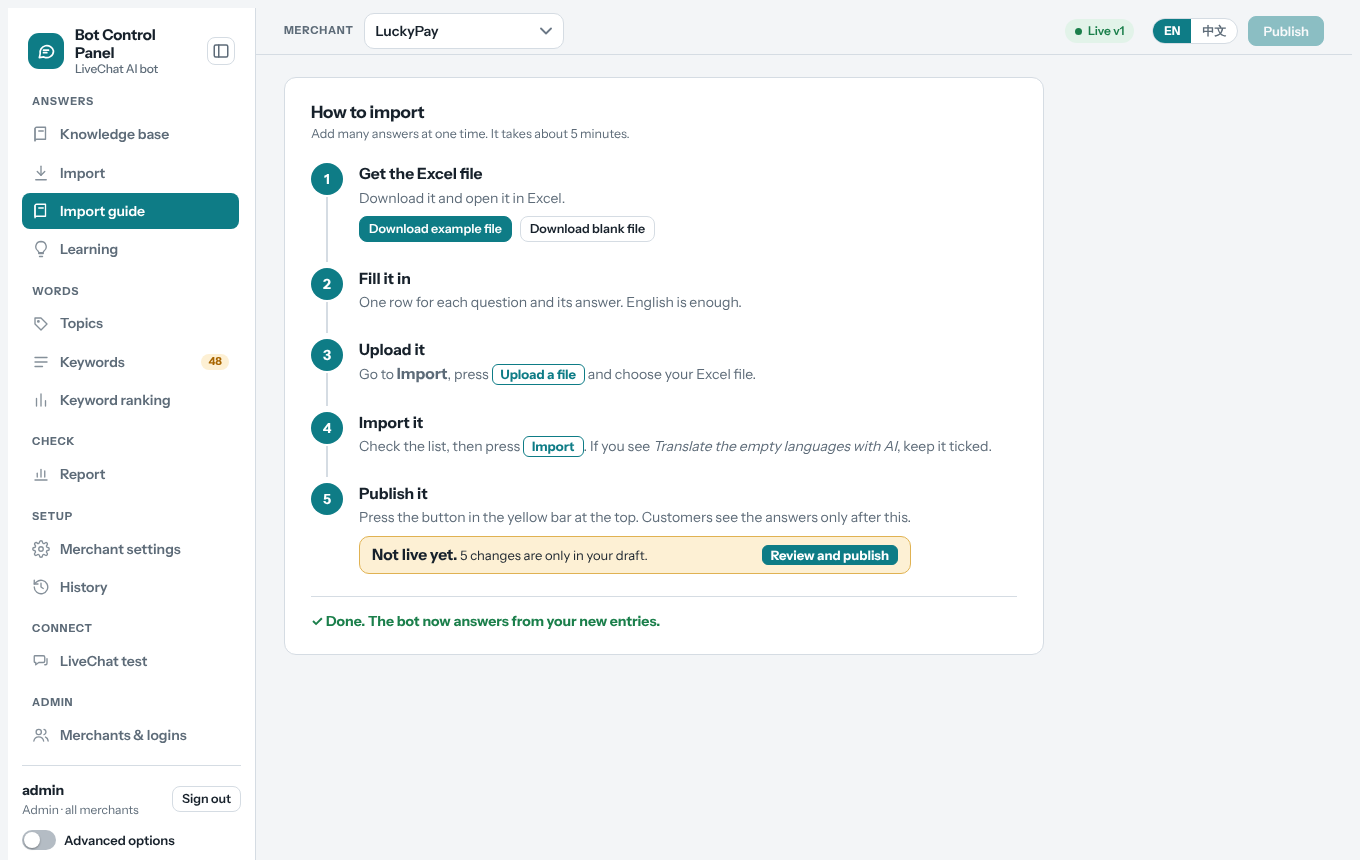 Bot Control
Panel
LiveChat AI bot
ANSWERS
Knowledge base
Import
Import guide
Learning
WORDS
Topics
Keywords 48
Keyword ranking
CHECK
Report
SETUP
Merchant settings
History
CONNECT
LiveChat test
ADMIN
Merchants & logins
admin
Admin · all merchants
Sign out
Advanced options
MERCHANT LuckyPay
Live v1 EN 中文 Publish
How to import
Add many answers at one time. It takes about 5 minutes.
1 Get the Excel file
Download it and open it in Excel.
Download example file Download blank file
2 Fill it in
One row for each question and its answer. English is enough.
3 Upload it
Go to Import, press Upload a file and choose your Excel file.
4 Import it
Check the list, then press Import. If you see Translate the empty languages with AI, keep it ticked.
5 Publish it
Press the button in the yellow bar at the top. Customers see the answers only after this.
Not live yet. 5 changes are only in your draft. Review and publish
✓ Done. The bot now answers from your new entries.